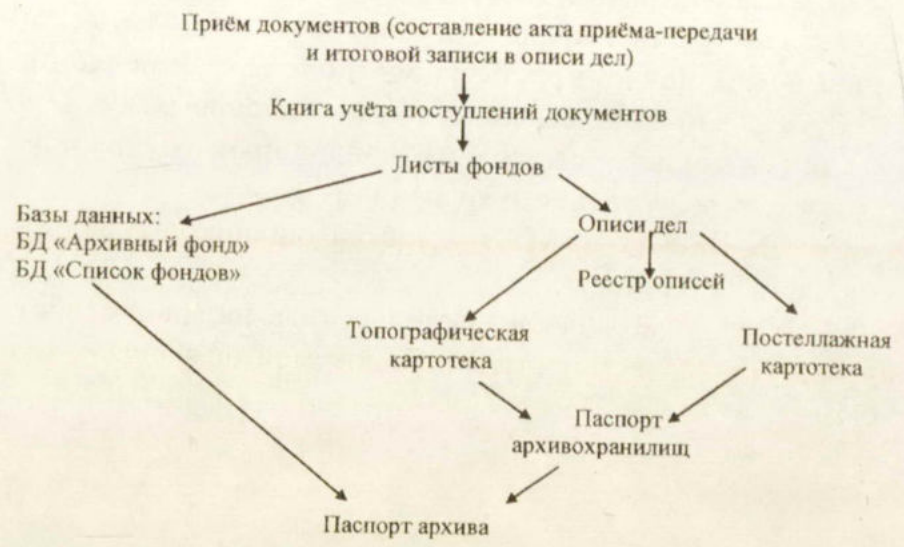 Приём документов (составление акта приёма-передачи
и итоговой записи в описи дел)
Книга учёта поступлений документов
Листы фондов
Базы данных:
БД «Архивный фонд»
БД «Список фондов»
Описи дел
Реестр описей
Топографическая
картотека
Постеллажная
картотека
Паспорт
архивохранилищ
Паспорт архива